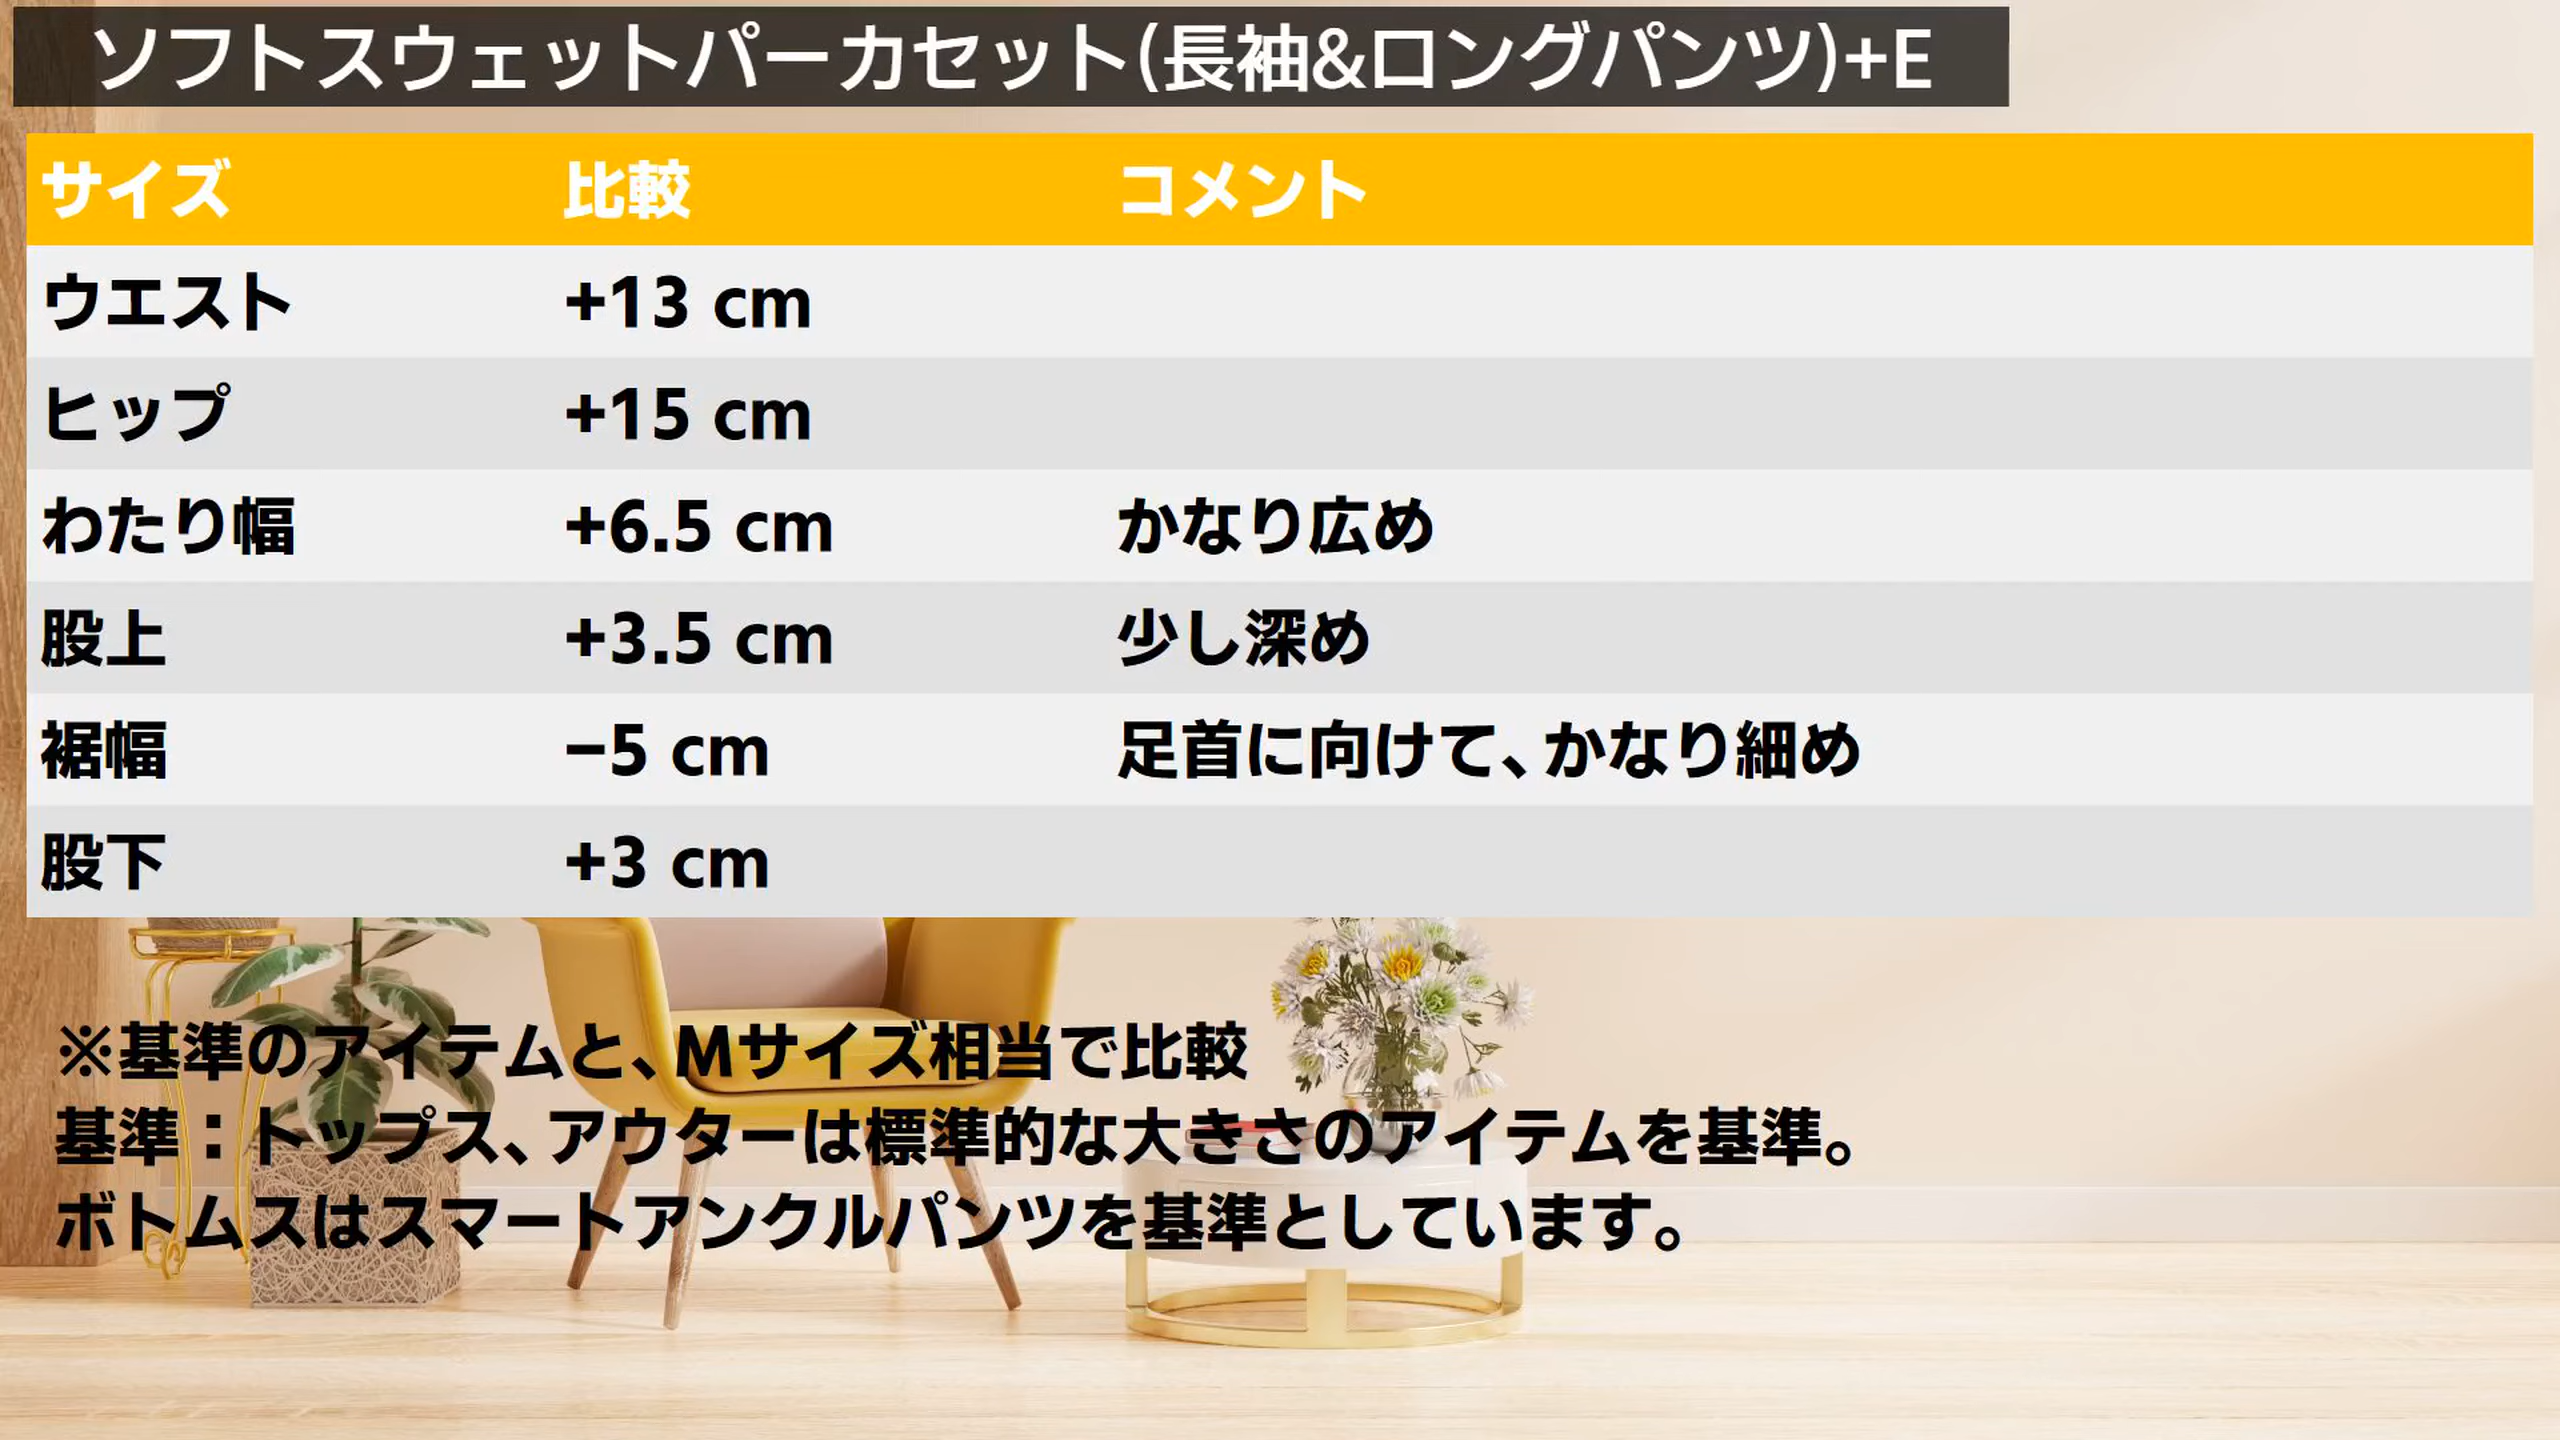 ソフトスウェットパーカセット(長袖&ロングパンツ)+E
サイズ 比較 コメント
ウエスト +13 cm
ヒップ +15 cm
わたり幅 +6.5 cm かなり広め
股上 +3.5 cm 少し深め
裾幅 −5 cm 足首に向けて、かなり細め
股下 +3 cm
※基準のアイテムと、Mサイズ相当で比較
基準：トップス、アウターは標準的な大きさのアイテムを基準。
ボトムスはスマートアンクルパンツを基準としています。